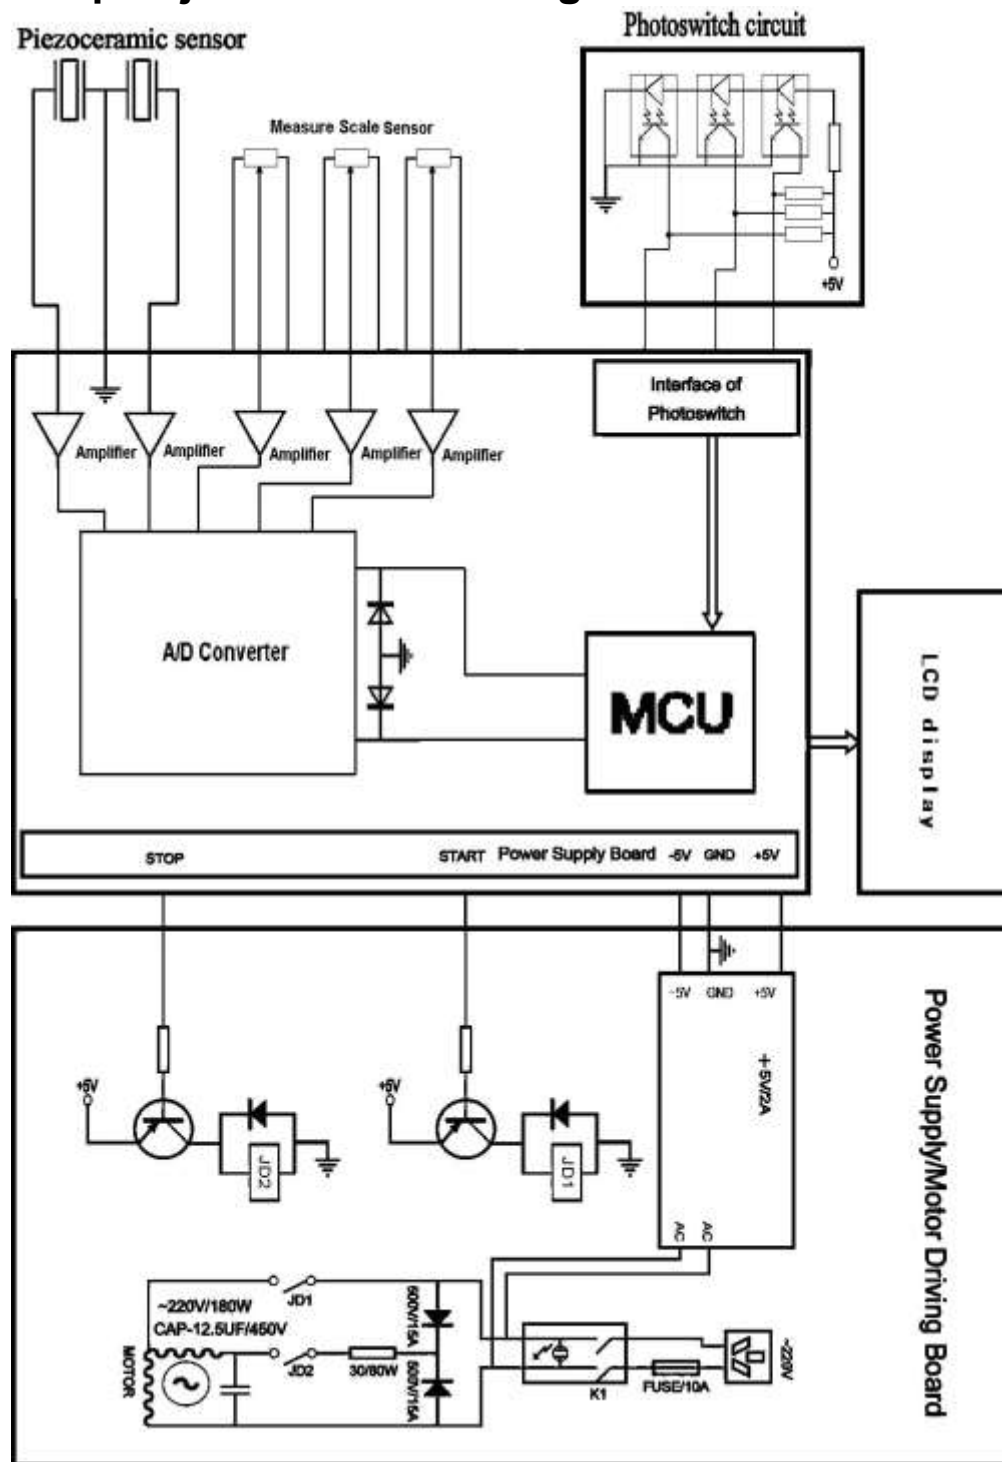 Piezoceramic sensor
Photoswitch circuit
Measure Scale Sensor
+5V
Interface of
Photoswitch
Amplifier
Amplifier
Amplifier
Amplifier
Amplifier
A/D Converter
MCU
LCD display
STOP
START
Power Supply Board
-5V
GND
+5V
-5V
GND
+5V
+5V/2A
AC
AC
+5V
JD2
+5V
JD1
Power Supply/Motor Driving Board
~220V/180W
CAP-12.5UF/450V
MOTOR
JD1
JD2
30/80W
500V/15A
500V/15A
K1
FUSE/10A
~220V